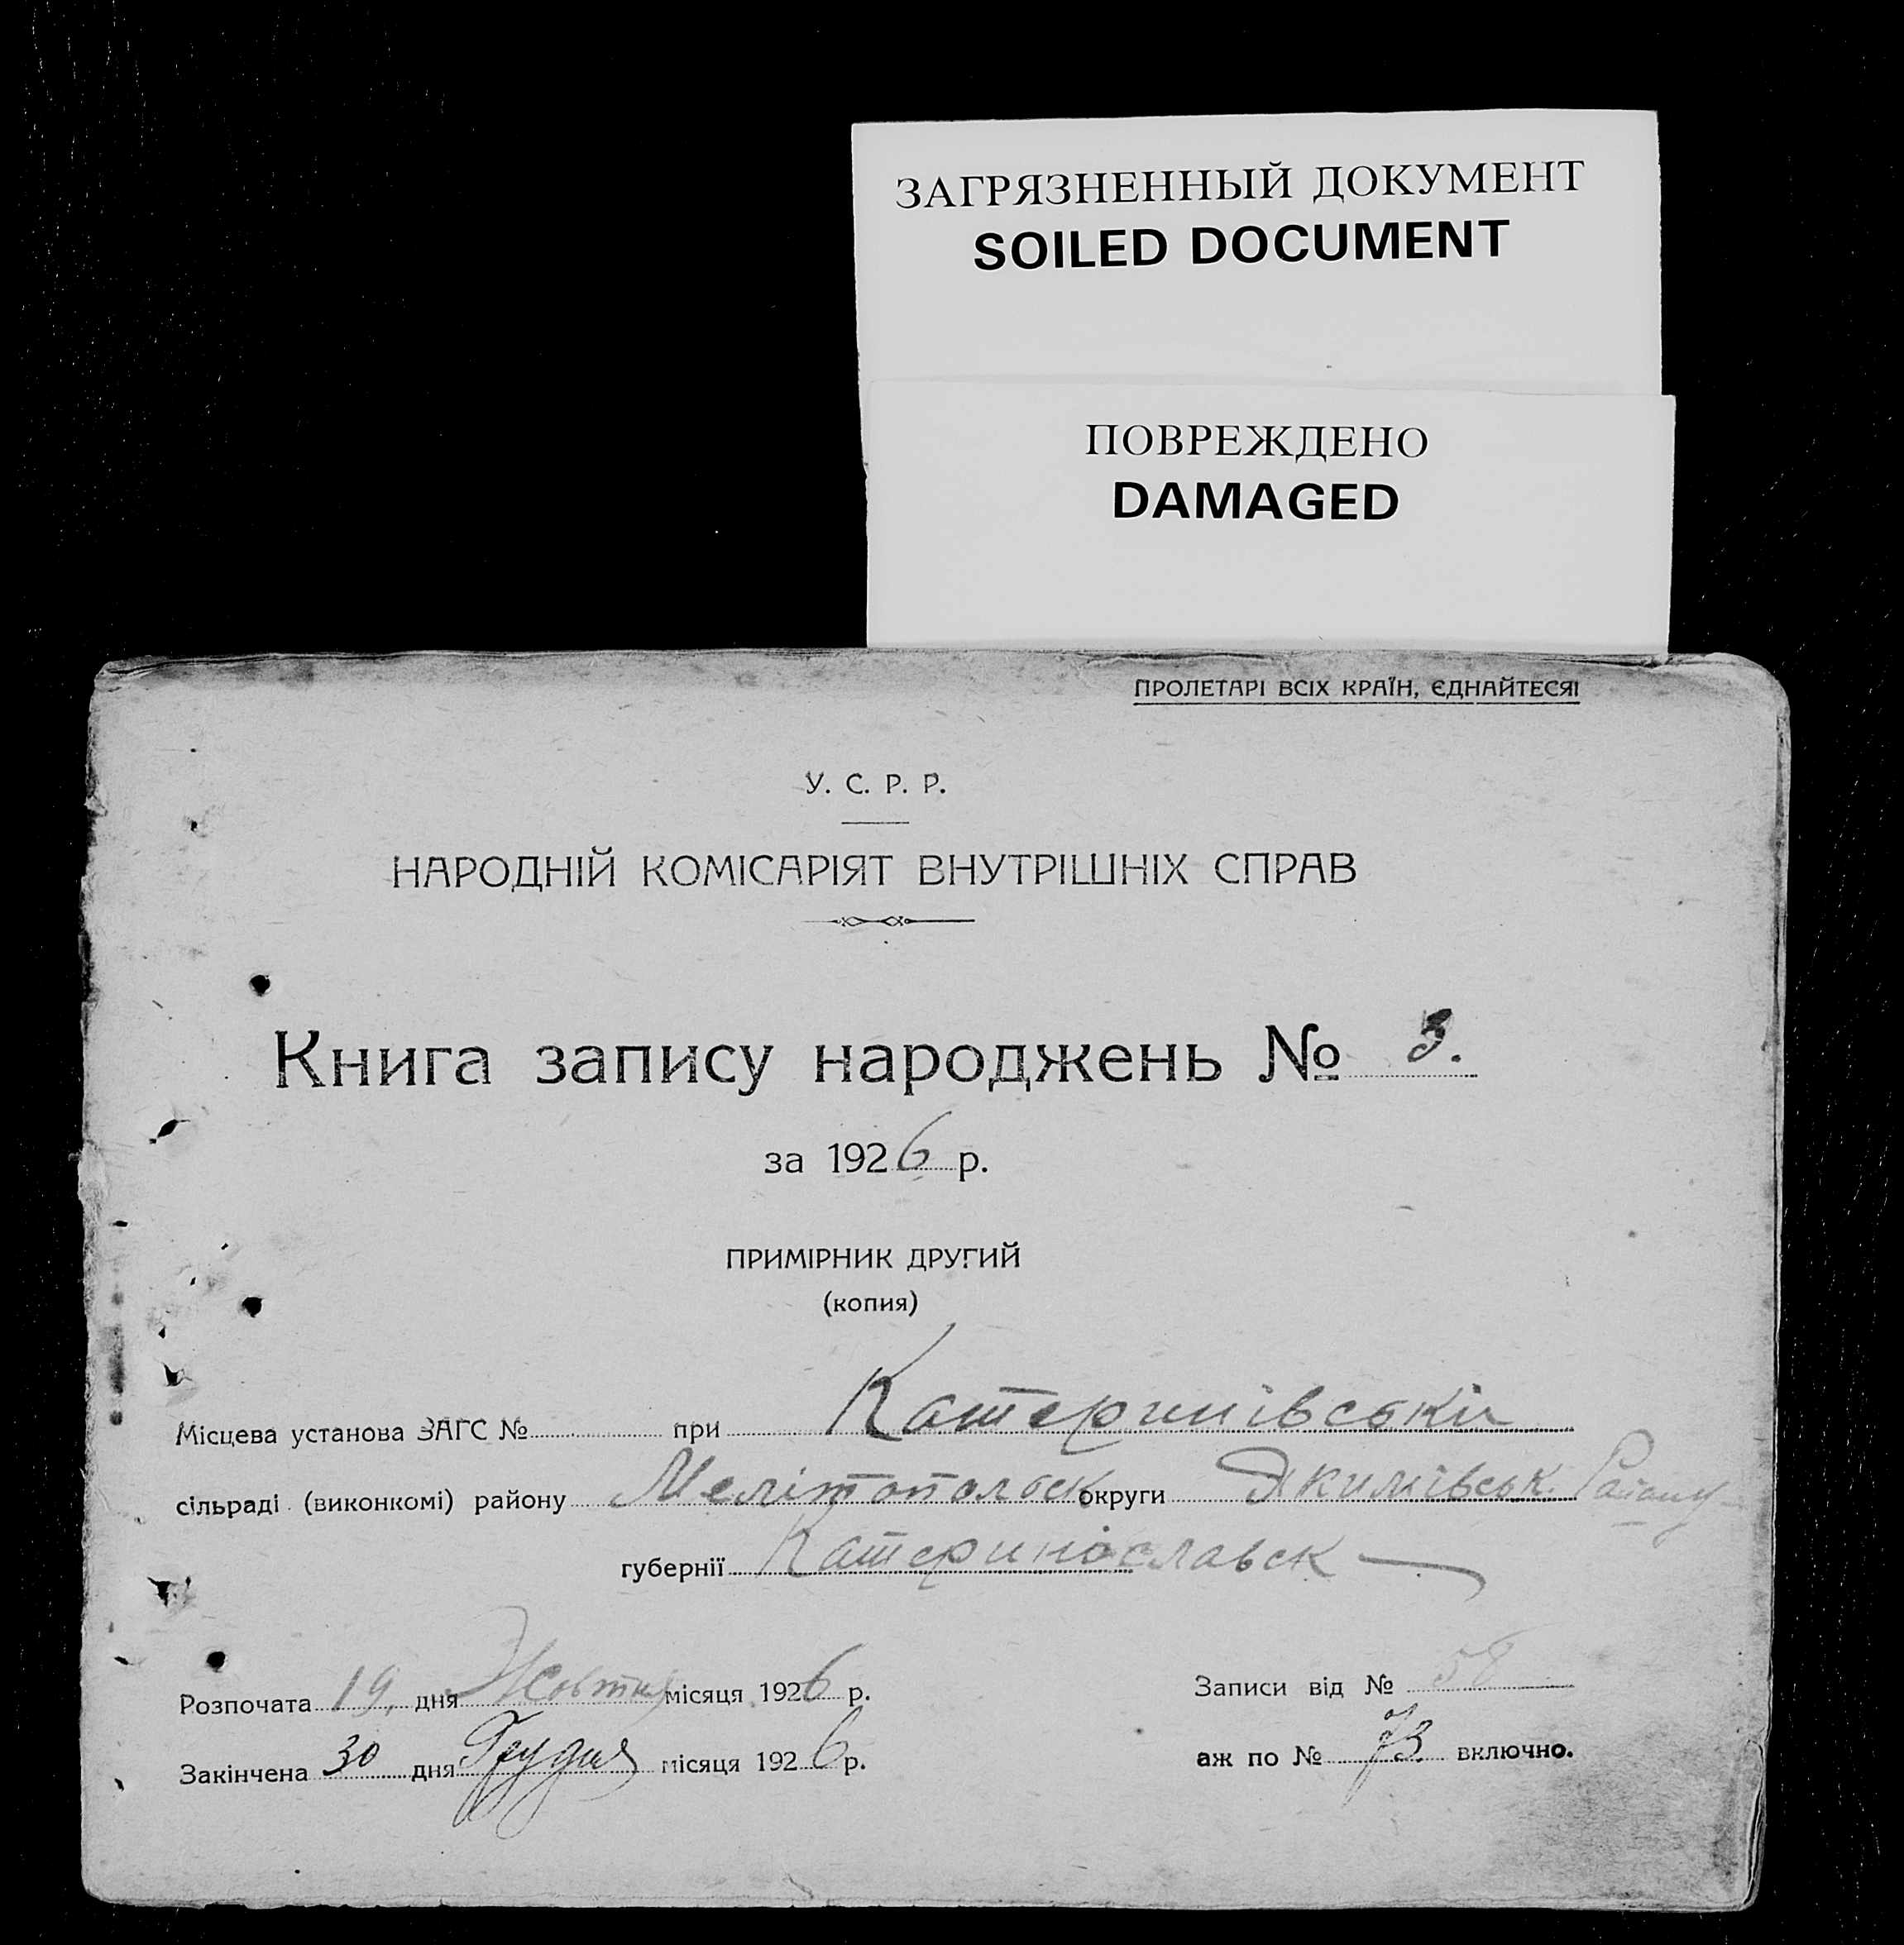 ЗАГРЯЗНЕННЫЙ ДОКУМЕНТ
SOILED DOCUMENT
ПОВРЕЖДЕНО
DAMAGED
ПРОЛЕТАРІ ВСІХ КРАЇН, ЄДНАЙТЕСЯ!
У. С. Р. Р.
НАРОДНІЙ КОМІСАРІЯТ ВНУТРІШНІХ СПРАВ
Книга запису народжень № 3.
за 1926 р.
ПРИМІРНИК ДРУГИЙ
(копия)
Місцева установа ЗАГС № при Катеринівській
сільраді (виконкомі) району Мелітопольск округи Якимівськ. Району
губернії Катеринославск
Розпочата 19. дня Жовтня місяця 1926 р. Записи від № 58
Закінчена 30 дня Грудня місяця 1926 р. аж по № 73 включно.